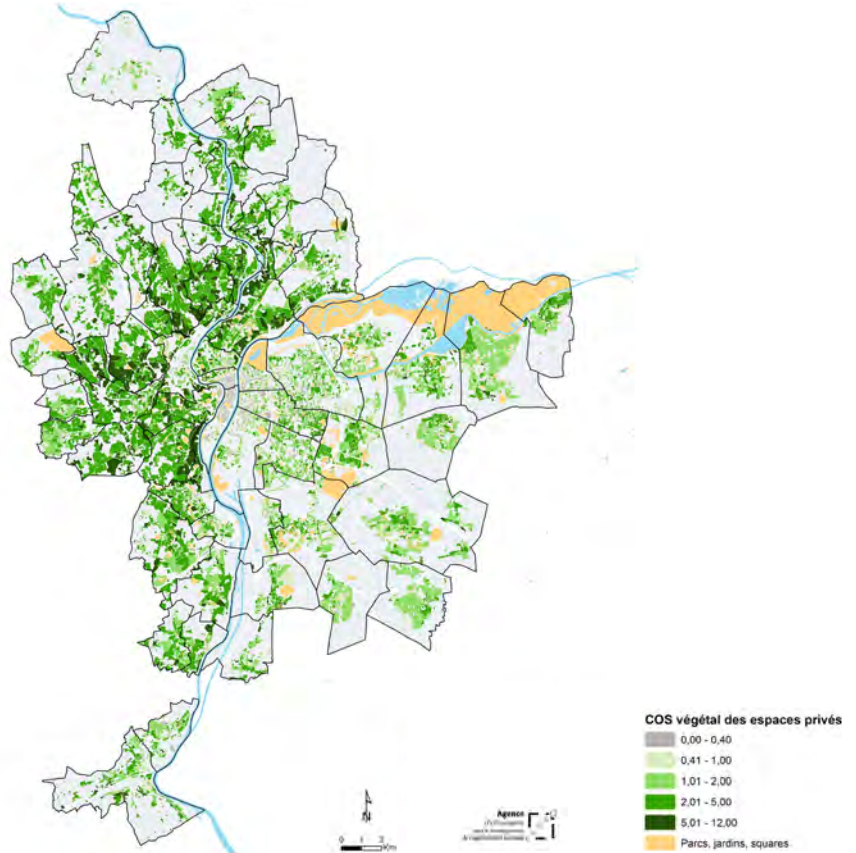 COS végétal des espaces privés
0,00 - 0,40
0,41 - 1,00
1,01 - 2,00
2,01 - 5,00
5,01 - 12,00
Parcs, jardins, squares
0 1 2
Km
Agence